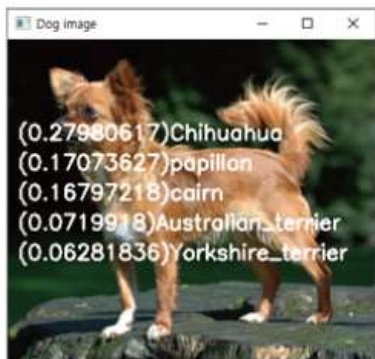 Dog image
(0.27980617)Chihuahua
(0.17073627)papillon
(0.16797218)cairn
(0.0719918)Australian_terrier
(0.06281836)Yorkshire_terrier